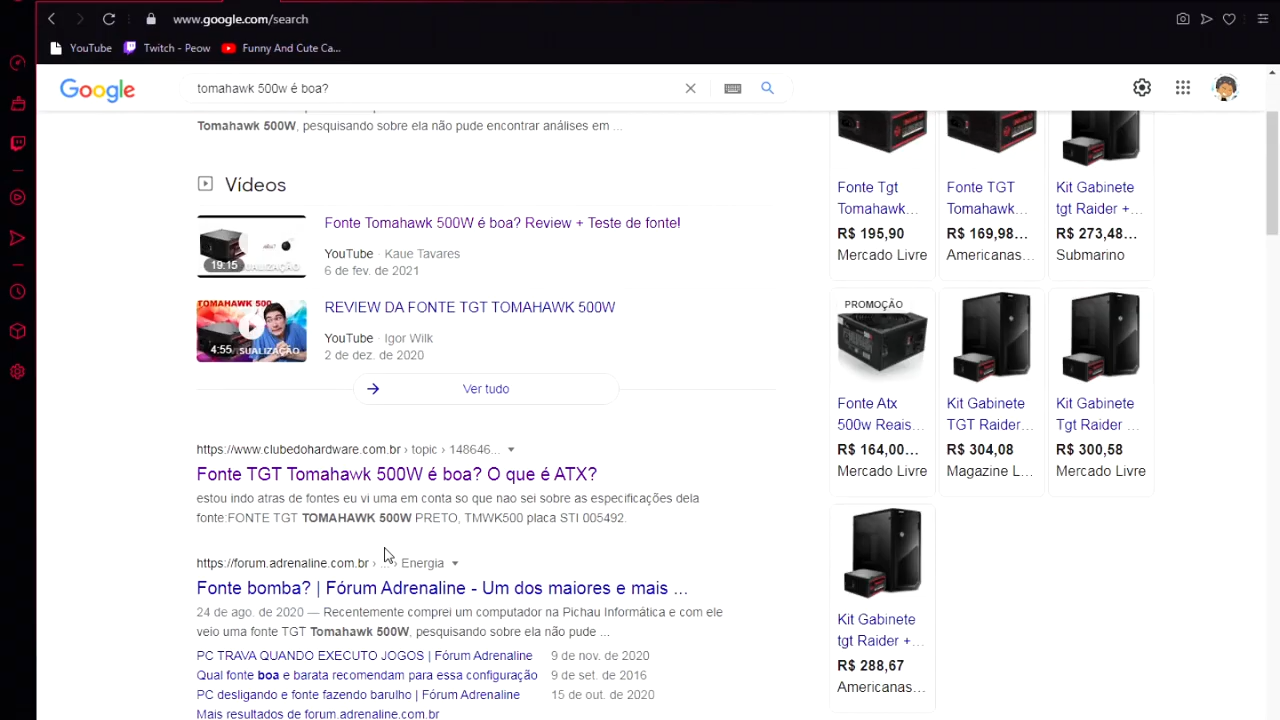 www.google.com/search
YouTube
Twitch - Peow
Funny And Cute Ca...
Google
tomahawk 500w é boa?
Tomahawk 500W, pesquisando sobre ela não pude encontrar análises em ...
Vídeos
19:15
Fonte Tomahawk 500W é boa? Review + Teste de fonte!
YouTube · Kaue Tavares
6 de fev. de 2021
TOMAHAWK 500
4:55
REVIEW DA FONTE TGT TOMAHAWK 500W
YouTube · Igor Wilk
2 de dez. de 2020
Ver tudo
https://www.clubedohardware.com.br › topic › 148646...
Fonte TGT Tomahawk 500W é boa? O que é ATX?
estou indo atras de fontes eu vi uma em conta so que nao sei sobre as especificações dela
fonte:FONTE TGT TOMAHAWK 500W PRETO, TMWK500 placa STI 005492.
https://forum.adrenaline.com.br › ... › Energia
Fonte bomba? | Fórum Adrenaline - Um dos maiores e mais ...
24 de ago. de 2020 — Recentemente comprei um computador na Pichau Informática e com ele
veio uma fonte TGT Tomahawk 500W, pesquisando sobre ela não pude ...
PC TRAVA QUANDO EXECUTO JOGOS | Fórum Adrenaline 9 de nov. de 2020
Qual fonte boa e barata recomendam para essa configuração 9 de set. de 2016
PC desligando e fonte fazendo barulho | Fórum Adrenaline 15 de out. de 2020
Mais resultados de forum.adrenaline.com.br
Fonte Tgt
Tomahawk...
R$ 195,90
Mercado Livre
Fonte TGT
Tomahawk...
R$ 169,98...
Americanas...
Kit Gabinete
tgt Raider +...
R$ 273,48...
Submarino
PROMOÇÃO
Fonte Atx
500w Reais...
R$ 164,00...
Mercado Livre
Kit Gabinete
TGT Raider...
R$ 304,08
Magazine L...
Kit Gabinete
Tgt Raider ...
R$ 300,58
Mercado Livre
Kit Gabinete
tgt Raider +...
R$ 288,67
Americanas...